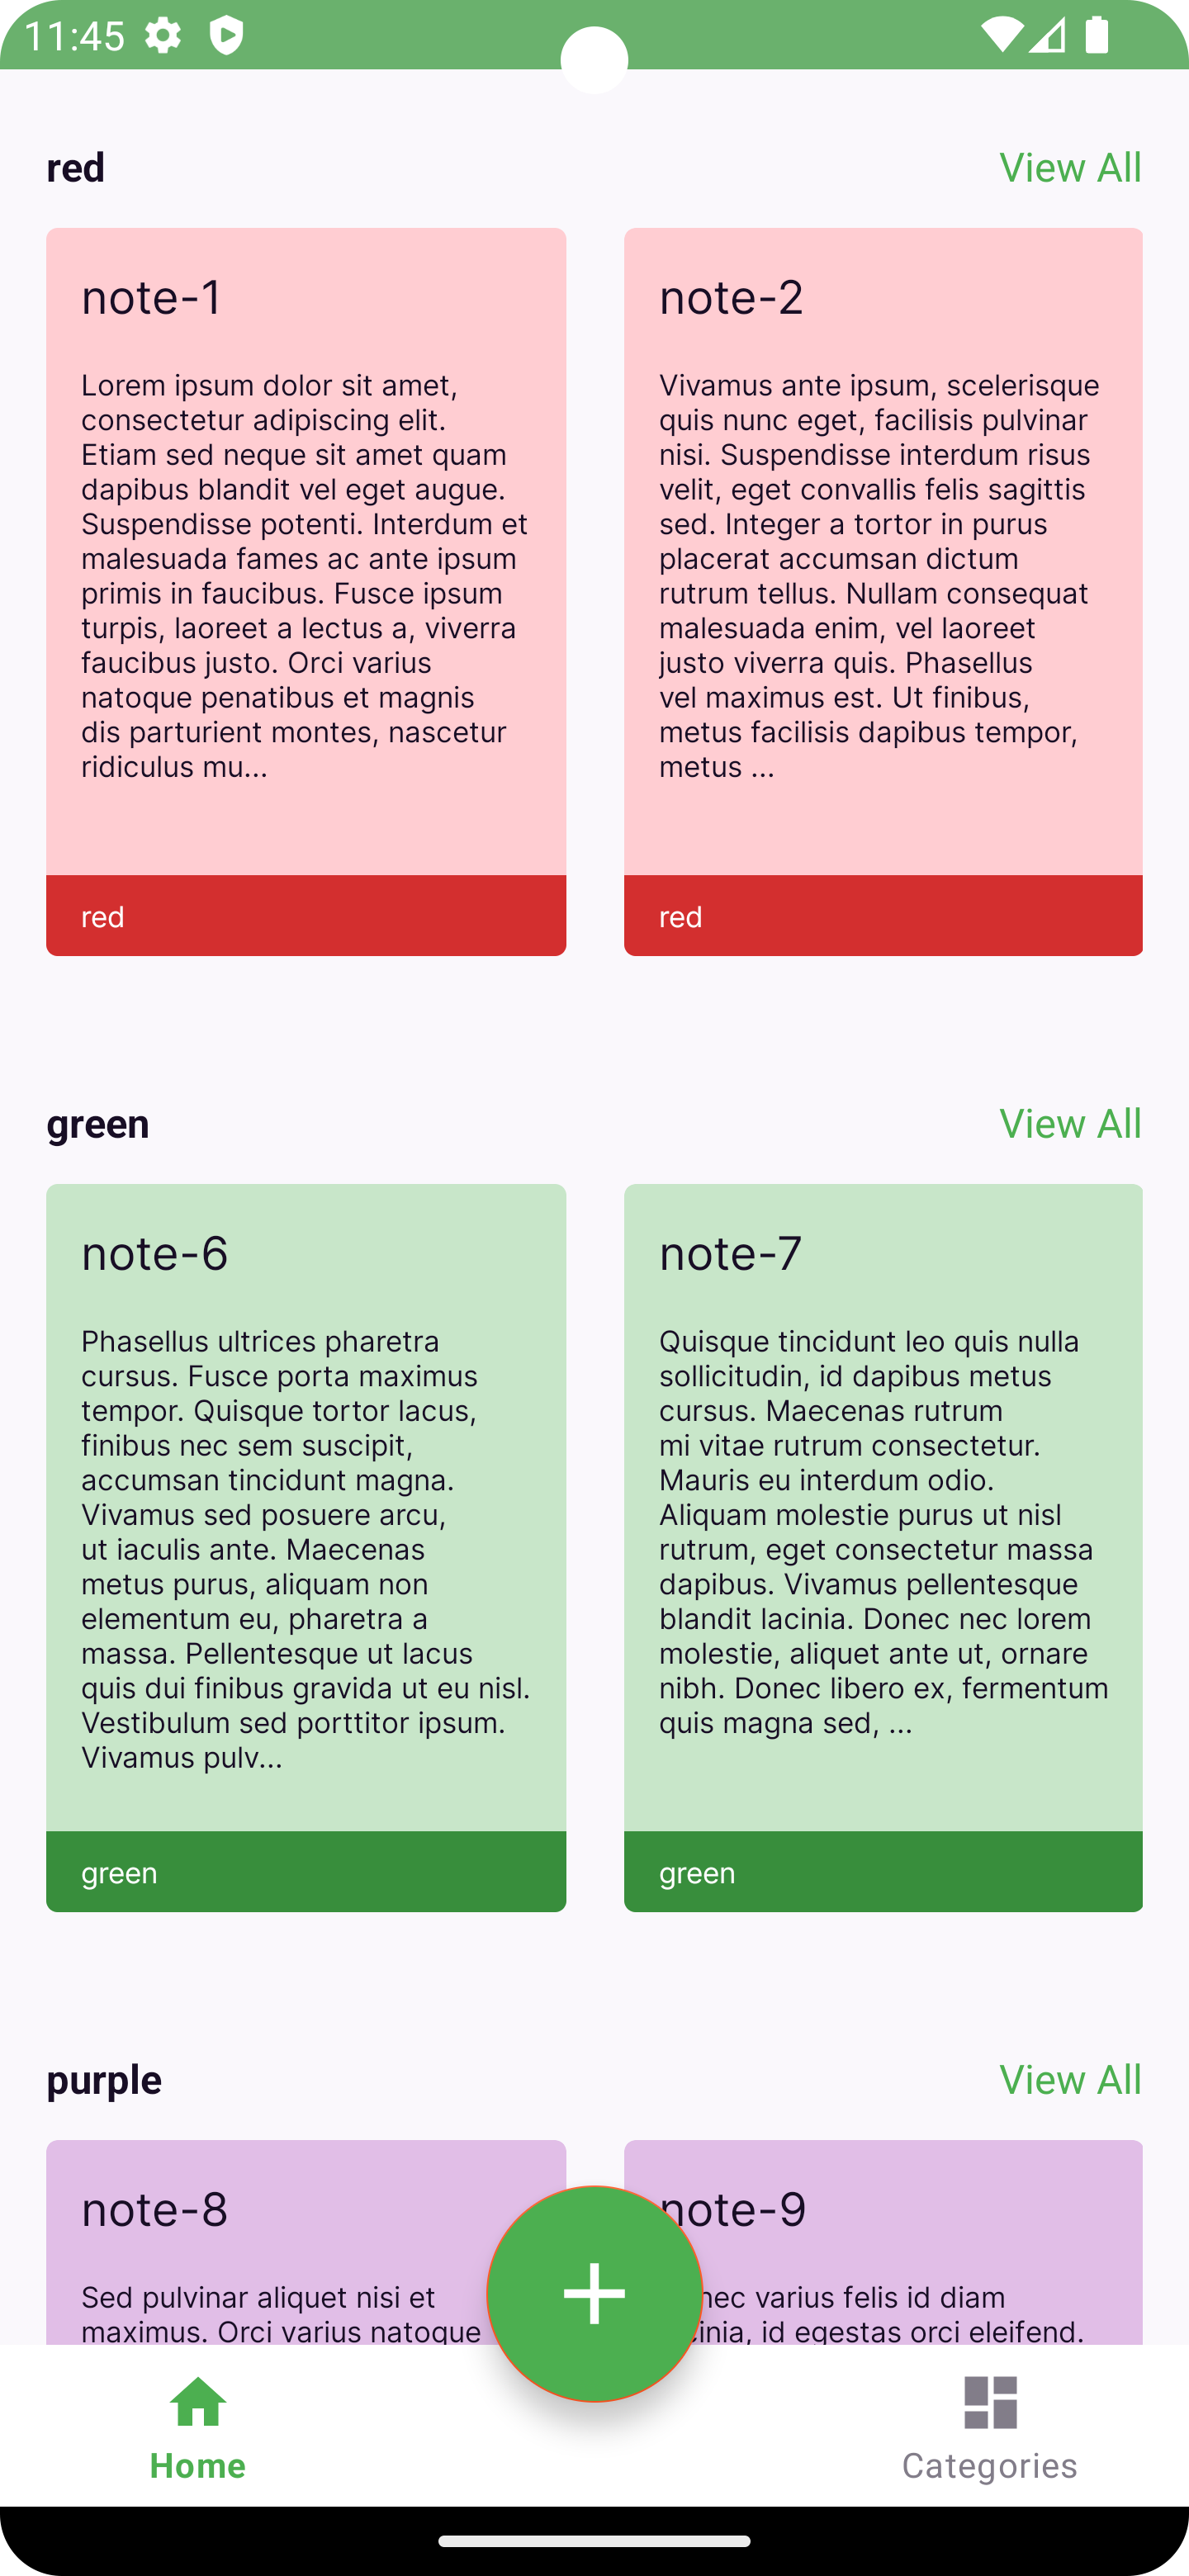 11:45
red
View All
note-1
Lorem ipsum dolor sit amet,
consectetur adipiscing elit.
Etiam sed neque sit amet quam
dapibus blandit vel eget augue.
Suspendisse potenti. Interdum et
malesuada fames ac ante ipsum
primis in faucibus. Fusce ipsum
turpis, laoreet a lectus a, viverra
faucibus justo. Orci varius
natoque penatibus et magnis
dis parturient montes, nascetur
ridiculus mu...
red
note-2
Vivamus ante ipsum, scelerisque
quis nunc eget, facilisis pulvinar
nisi. Suspendisse interdum risus
velit, eget convallis felis sagittis
sed. Integer a tortor in purus
placerat accumsan dictum
rutrum tellus. Nullam consequat
malesuada enim, vel laoreet
justo viverra quis. Phasellus
vel maximus est. Ut finibus,
metus facilisis dapibus tempor,
metus ...
red
green
View All
note-6
Phasellus ultrices pharetra
cursus. Fusce porta maximus
tempor. Quisque tortor lacus,
finibus nec sem suscipit,
accumsan tincidunt magna.
Vivamus sed posuere arcu,
ut iaculis ante. Maecenas
metus purus, aliquam non
elementum eu, pharetra a
massa. Pellentesque ut lacus
quis dui finibus gravida ut eu nisl.
Vestibulum sed porttitor ipsum.
Vivamus pulv...
green
note-7
Quisque tincidunt leo quis nulla
sollicitudin, id dapibus metus
cursus. Maecenas rutrum
mi vitae rutrum consectetur.
Mauris eu interdum odio.
Aliquam molestie purus ut nisl
rutrum, eget consectetur massa
dapibus. Vivamus pellentesque
blandit lacinia. Donec nec lorem
molestie, aliquet ante ut, ornare
nibh. Donec libero ex, fermentum
quis magna sed, ...
green
purple
View All
note-8
Sed pulvinar aliquet nisi et
maximus. Orci varius natoque
note-9
varius felis id diam
id egestas orci eleifend.
Home
Categories